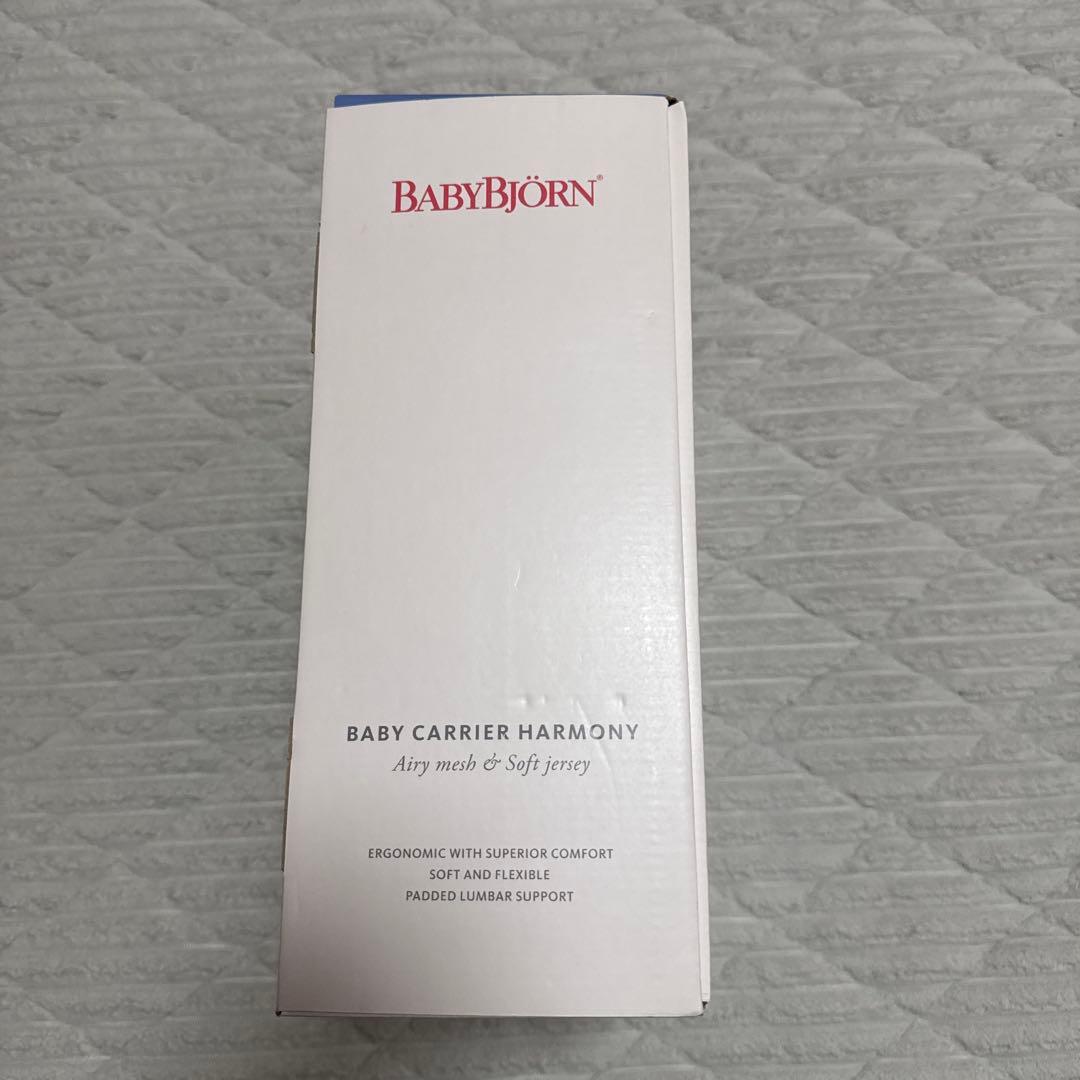 BABYBJÖRN®
BABY CARRIER HARMONY
Airy mesh & Soft jersey
ERGONOMIC WITH SUPERIOR COMFORT
SOFT AND FLEXIBLE
PADDED LUMBAR SUPPORT